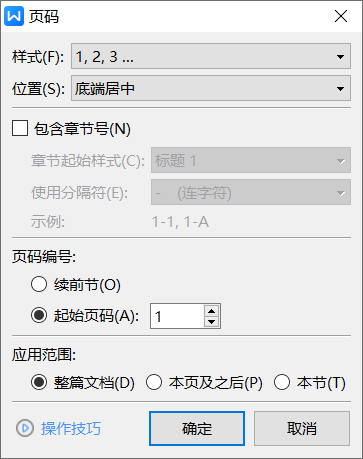 页码
样式(F): 1, 2, 3 ...
位置(S): 底端居中
包含章节号(N)
章节起始样式(C): 标题 1
使用分隔符(E): - (连字符)
示例: 1-1, 1-A
页码编号:
续前节(O)
起始页码(A): 1
应用范围:
整篇文档(D) 本页及之后(P) 本节(T)
操作技巧 确定 取消